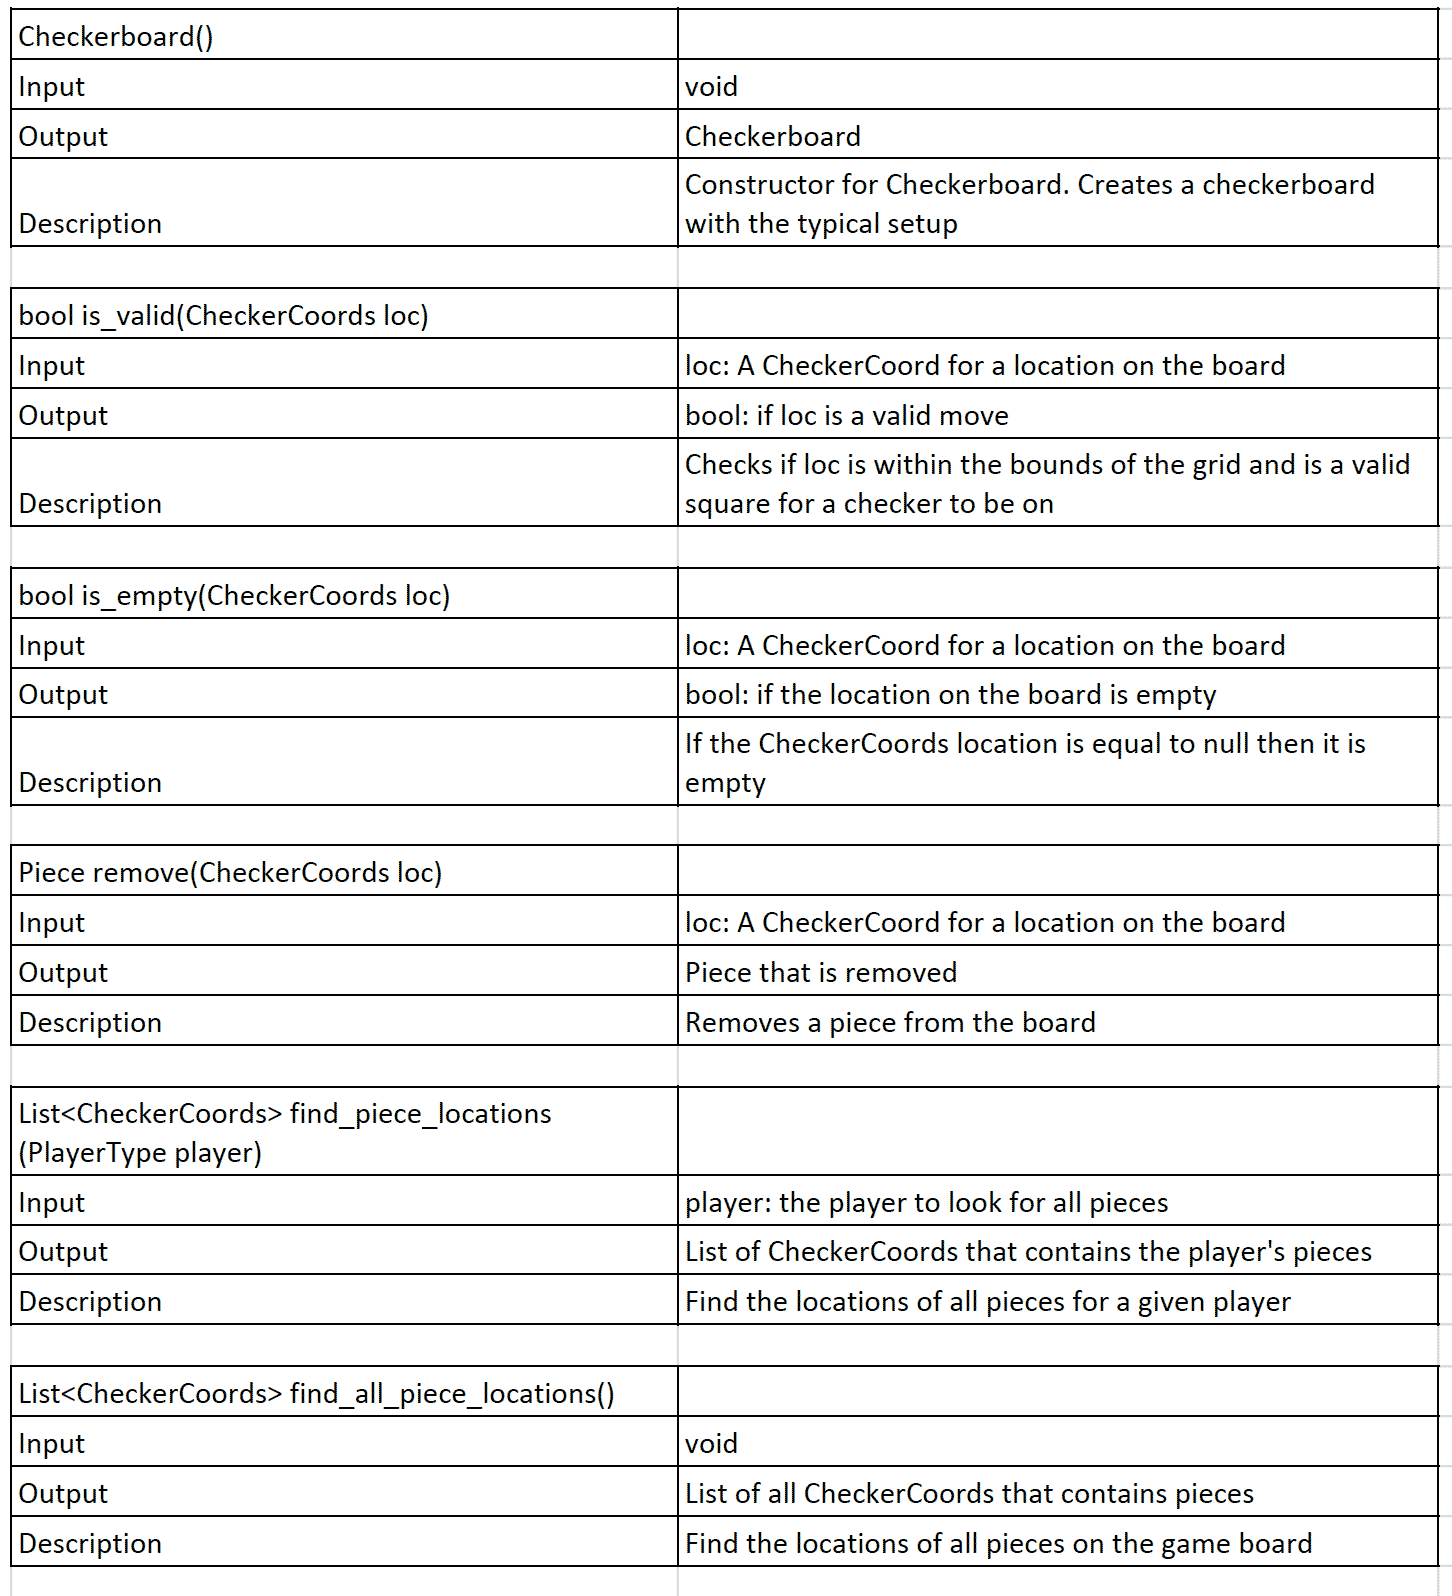 Checkerboard()
Input
void
Output
Checkerboard
Description
Constructor for Checkerboard. Creates a checkerboard
with the typical setup
bool is_valid(CheckerCoords loc)
Input
loc: A CheckerCoord for a location on the board
Output
bool: if loc is a valid move
Description
Checks if loc is within the bounds of the grid and is a valid
square for a checker to be on
bool is_empty(CheckerCoords loc)
Input
loc: A CheckerCoord for a location on the board
Output
bool: if the location on the board is empty
Description
If the CheckerCoords location is equal to null then it is
empty
Piece remove(CheckerCoords loc)
Input
loc: A CheckerCoord for a location on the board
Output
Piece that is removed
Description
Removes a piece from the board
List<CheckerCoords> find_piece_locations
(PlayerType player)
Input
player: the player to look for all pieces
Output
List of CheckerCoords that contains the player's pieces
Description
Find the locations of all pieces for a given player
List<CheckerCoords> find_all_piece_locations()
Input
void
Output
List of all CheckerCoords that contains pieces
Description
Find the locations of all pieces on the game board